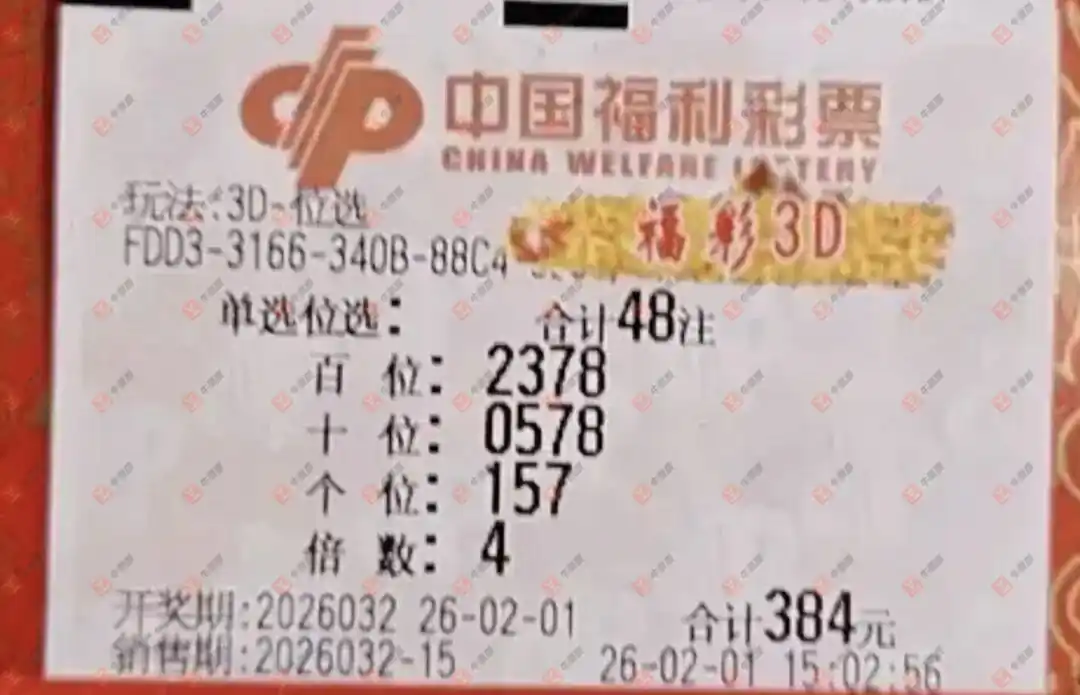 中国福利彩票
CHINA WELFARE LOTTERY
玩法:3D-位选
福彩3D
FDD3-3166-340B-88C4
单选位选: 合计48注
百 位: 2378
十 位: 0578
个 位: 157
倍 数: 4
开奖期:2026032 26-02-01 合计384元
销售期:2026032-15 26-02-01 15:02:56